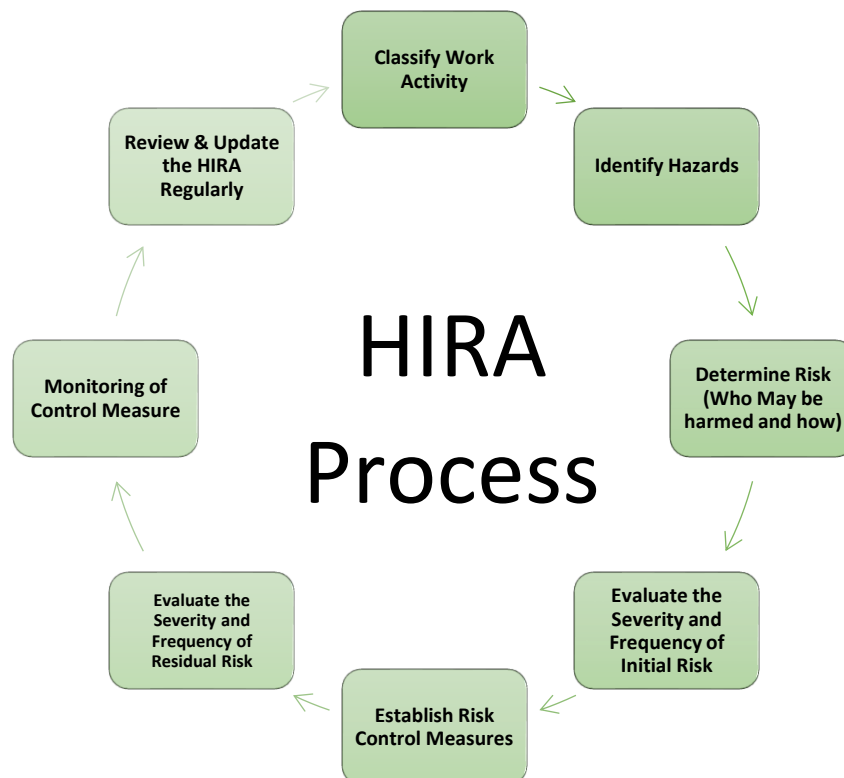 Classify Work
Activity
Identify Hazards
Determine Risk
(Who May be
harmed and how)
Evaluate the
Severity and
Frequency of
Initial Risk
Establish Risk
Control Measures
Evaluate the
Severity and
Frequency of
Residual Risk
Monitoring of
Control Measure
Review & Update
the HIRA
Regularly
HIRA
Process